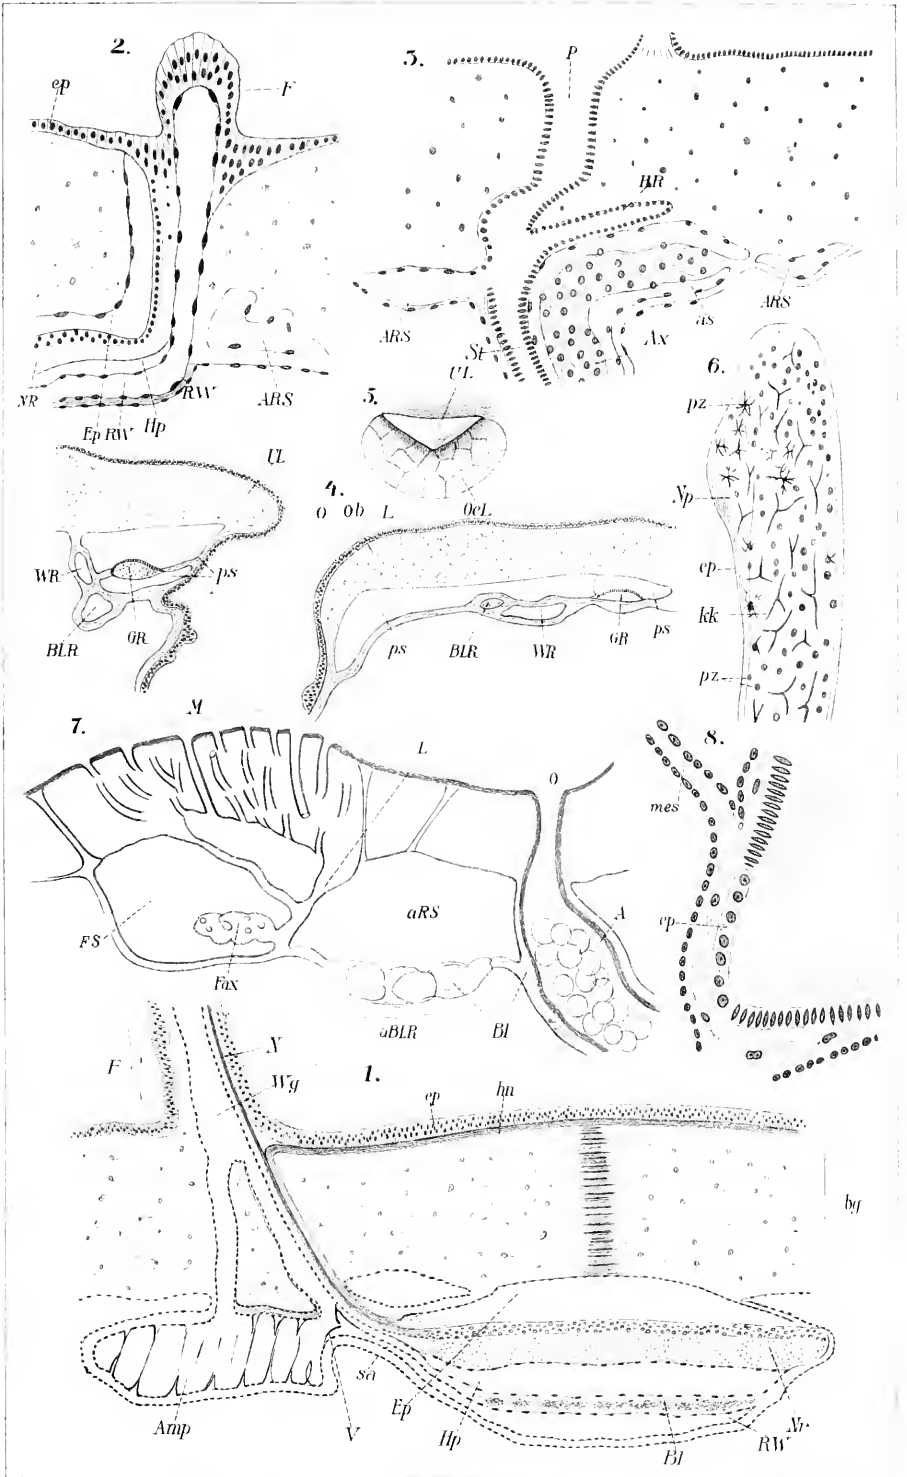 2.
3.
P
ep
F
HR
ARS
ARS
as
Ax
St
6.
UL
NR
RW
ARS
Ep RW Hp
5.
pz
UL
4.
O ob L
OcL
Np
WR
ps
ep
GR
BLR
ps
BLR
WR
GR
ps
kk
pz
M
7.
L
8.
O
mes
aRS
A
FS
ep
Fax
aBLR
Bl
F
N
Wg
1.
ep
hn
bg
sa
Amp
V
Ep
Hp
Bl
RW
Nr